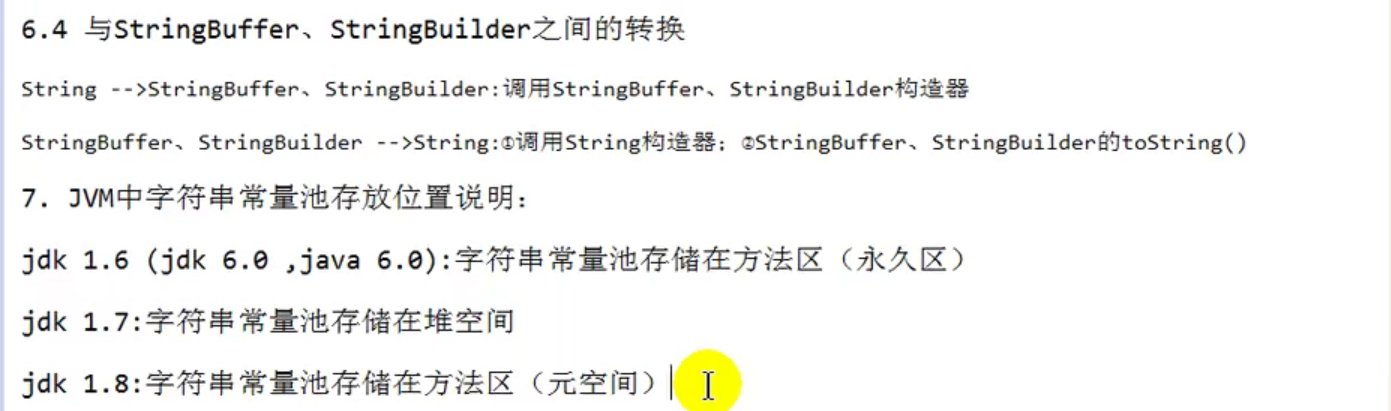 6.4 与StringBuffer、StringBuilder之间的转换
String -->StringBuffer、StringBuilder:调用StringBuffer、StringBuilder构造器
StringBuffer、StringBuilder -->String:①调用String构造器；②StringBuffer、StringBuilder的toString()
7. JVM中字符串常量池存放位置说明：
jdk 1.6 (jdk 6.0 ,java 6.0):字符串常量池存储在方法区（永久区）
jdk 1.7:字符串常量池存储在堆空间
jdk 1.8:字符串常量池存储在方法区（元空间）